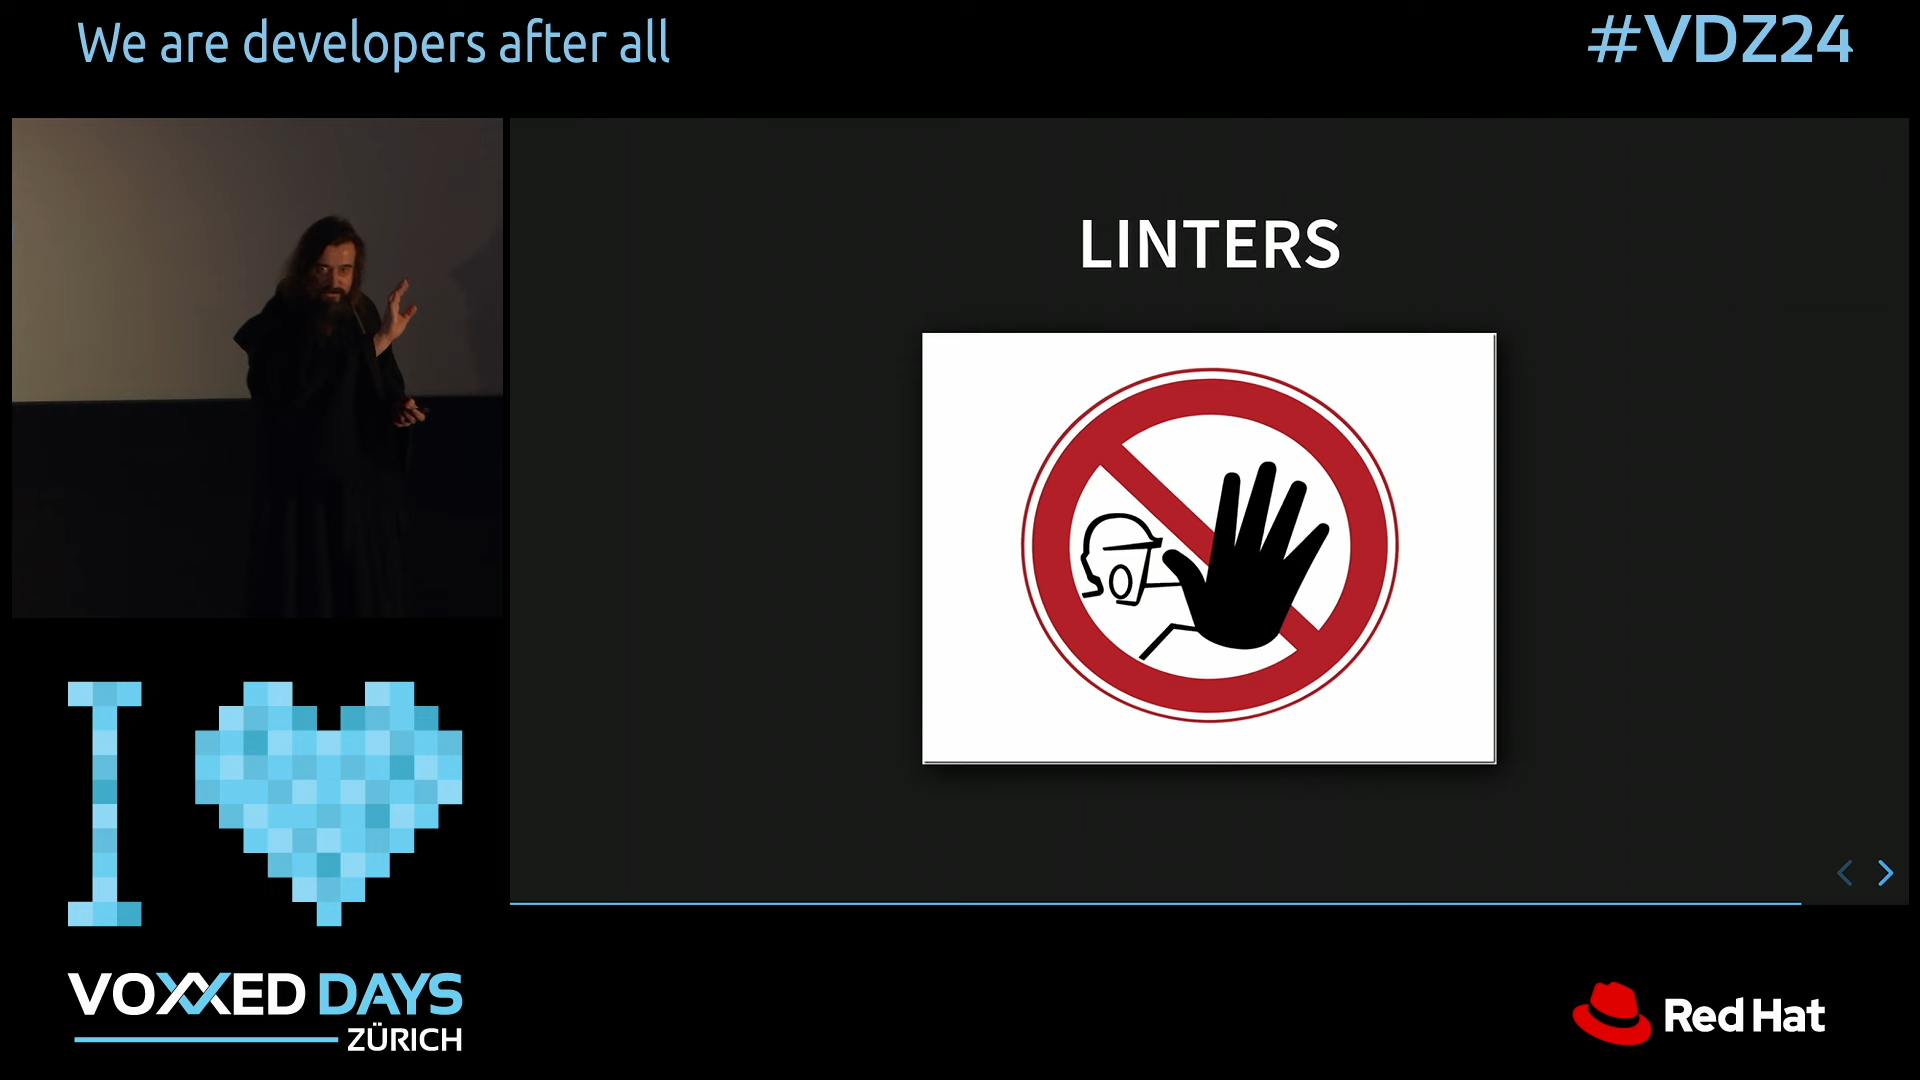 We are developers after all
#VDZ24
LINTERS
I
VOXXED DAYS
ZÜRICH
Red Hat